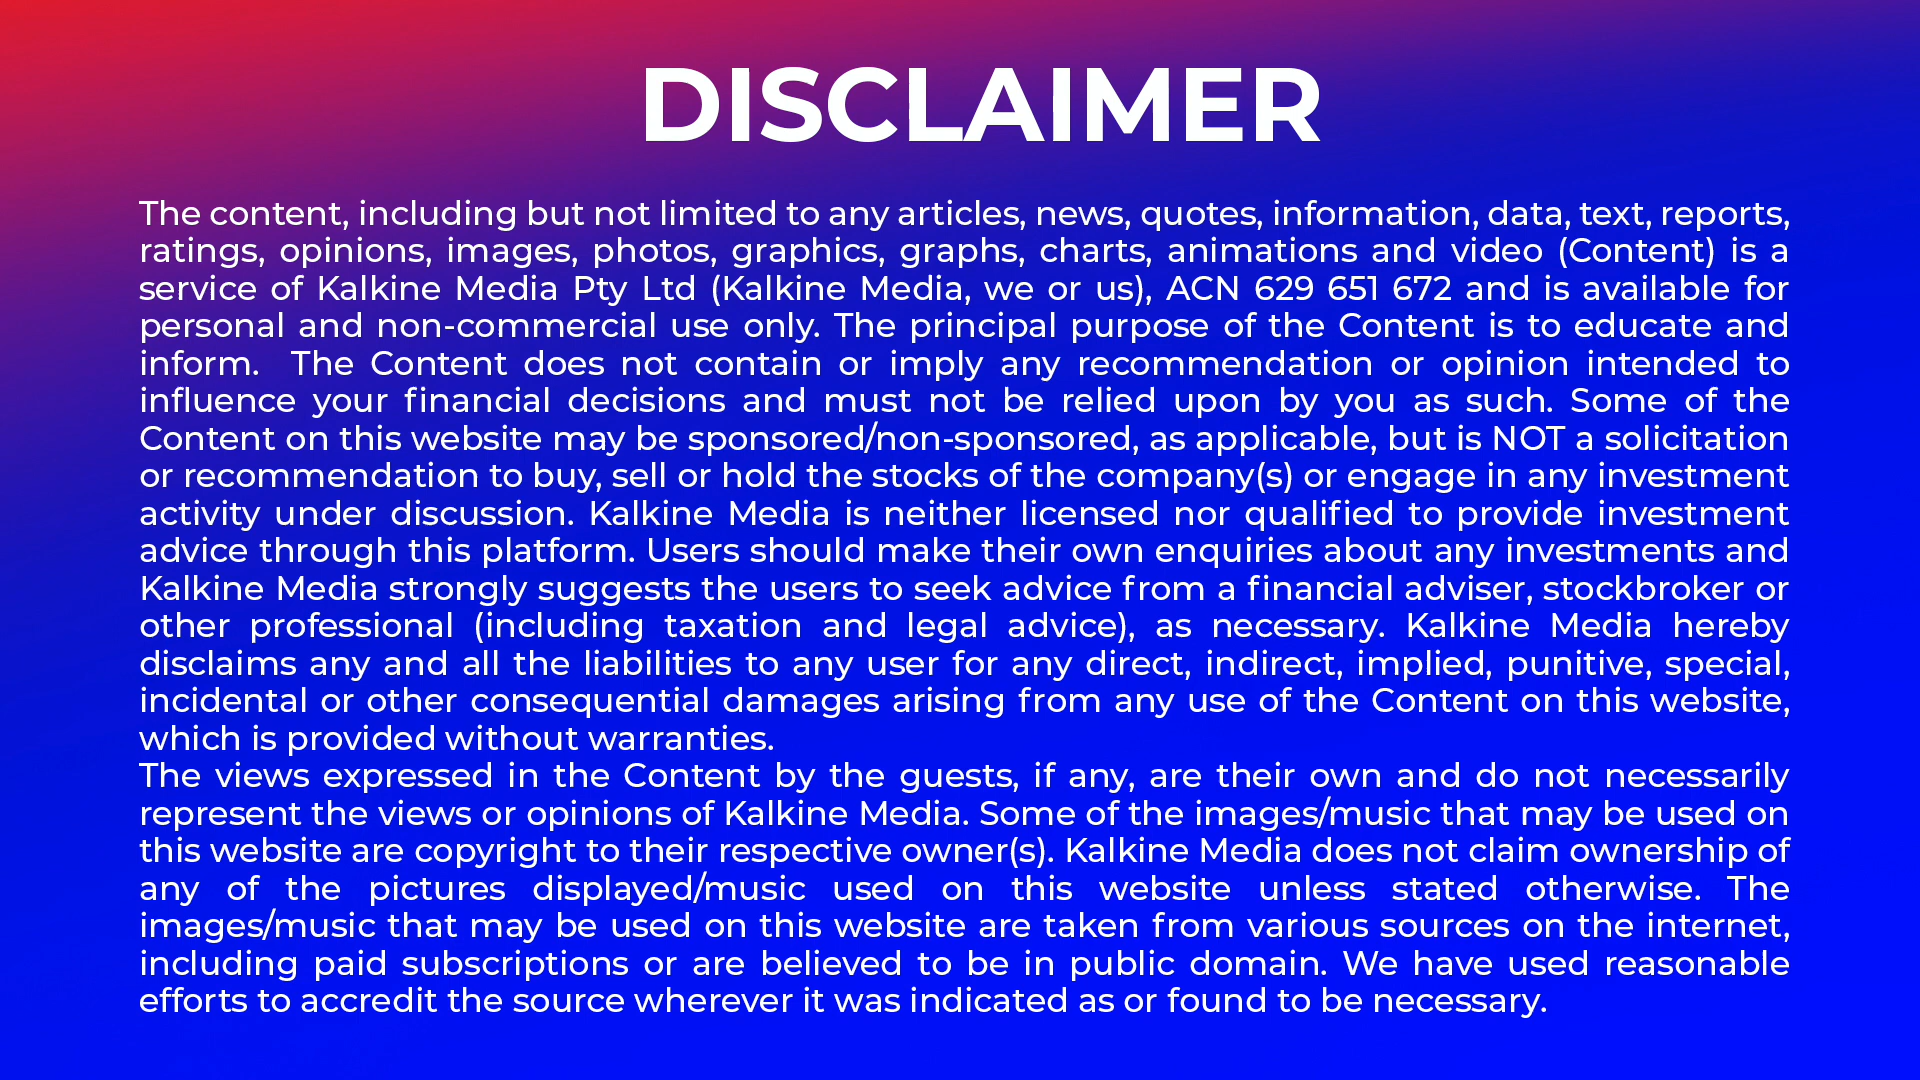 DISCLAIMER
The content, including but not limited to any articles, news, quotes, information, data, text, reports,
ratings, opinions, images, photos, graphics, graphs, charts, animations and video (Content) is a
service of Kalkine Media Pty Ltd (Kalkine Media, we or us), ACN 629 651 672 and is available for
personal and non-commercial use only. The principal purpose of the Content is to educate and
inform.  The Content does not contain or imply any recommendation or opinion intended to
influence your financial decisions and must not be relied upon by you as such. Some of the
Content on this website may be sponsored/non-sponsored, as applicable, but is NOT a solicitation
or recommendation to buy, sell or hold the stocks of the company(s) or engage in any investment
activity under discussion. Kalkine Media is neither licensed nor qualified to provide investment
advice through this platform. Users should make their own enquiries about any investments and
Kalkine Media strongly suggests the users to seek advice from a financial adviser, stockbroker or
other professional (including taxation and legal advice), as necessary. Kalkine Media hereby
disclaims any and all the liabilities to any user for any direct, indirect, implied, punitive, special,
incidental or other consequential damages arising from any use of the Content on this website,
which is provided without warranties.
The views expressed in the Content by the guests, if any, are their own and do not necessarily
represent the views or opinions of Kalkine Media. Some of the images/music that may be used on
this website are copyright to their respective owner(s). Kalkine Media does not claim ownership of
any of the pictures displayed/music used on this website unless stated otherwise. The
images/music that may be used on this website are taken from various sources on the internet,
including paid subscriptions or are believed to be in public domain. We have used reasonable
efforts to accredit the source wherever it was indicated as or found to be necessary.